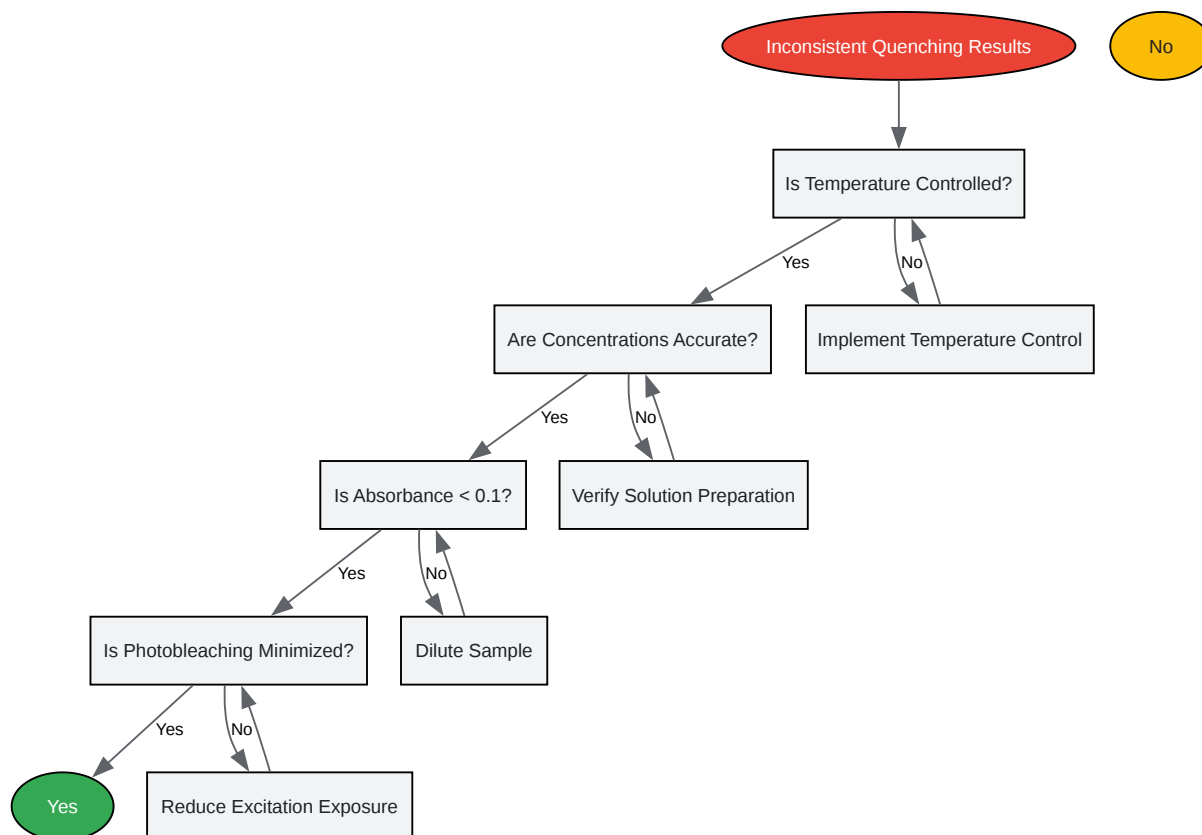 Inconsistent Quenching Results
No
Is Temperature Controlled?
Yes
No
Are Concentrations Accurate?
Implement Temperature Control
Yes
No
Is Absorbance < 0.1?
Verify Solution Preparation
Yes
No
Is Photobleaching Minimized?
Dilute Sample
Yes
No
Yes
Reduce Excitation Exposure